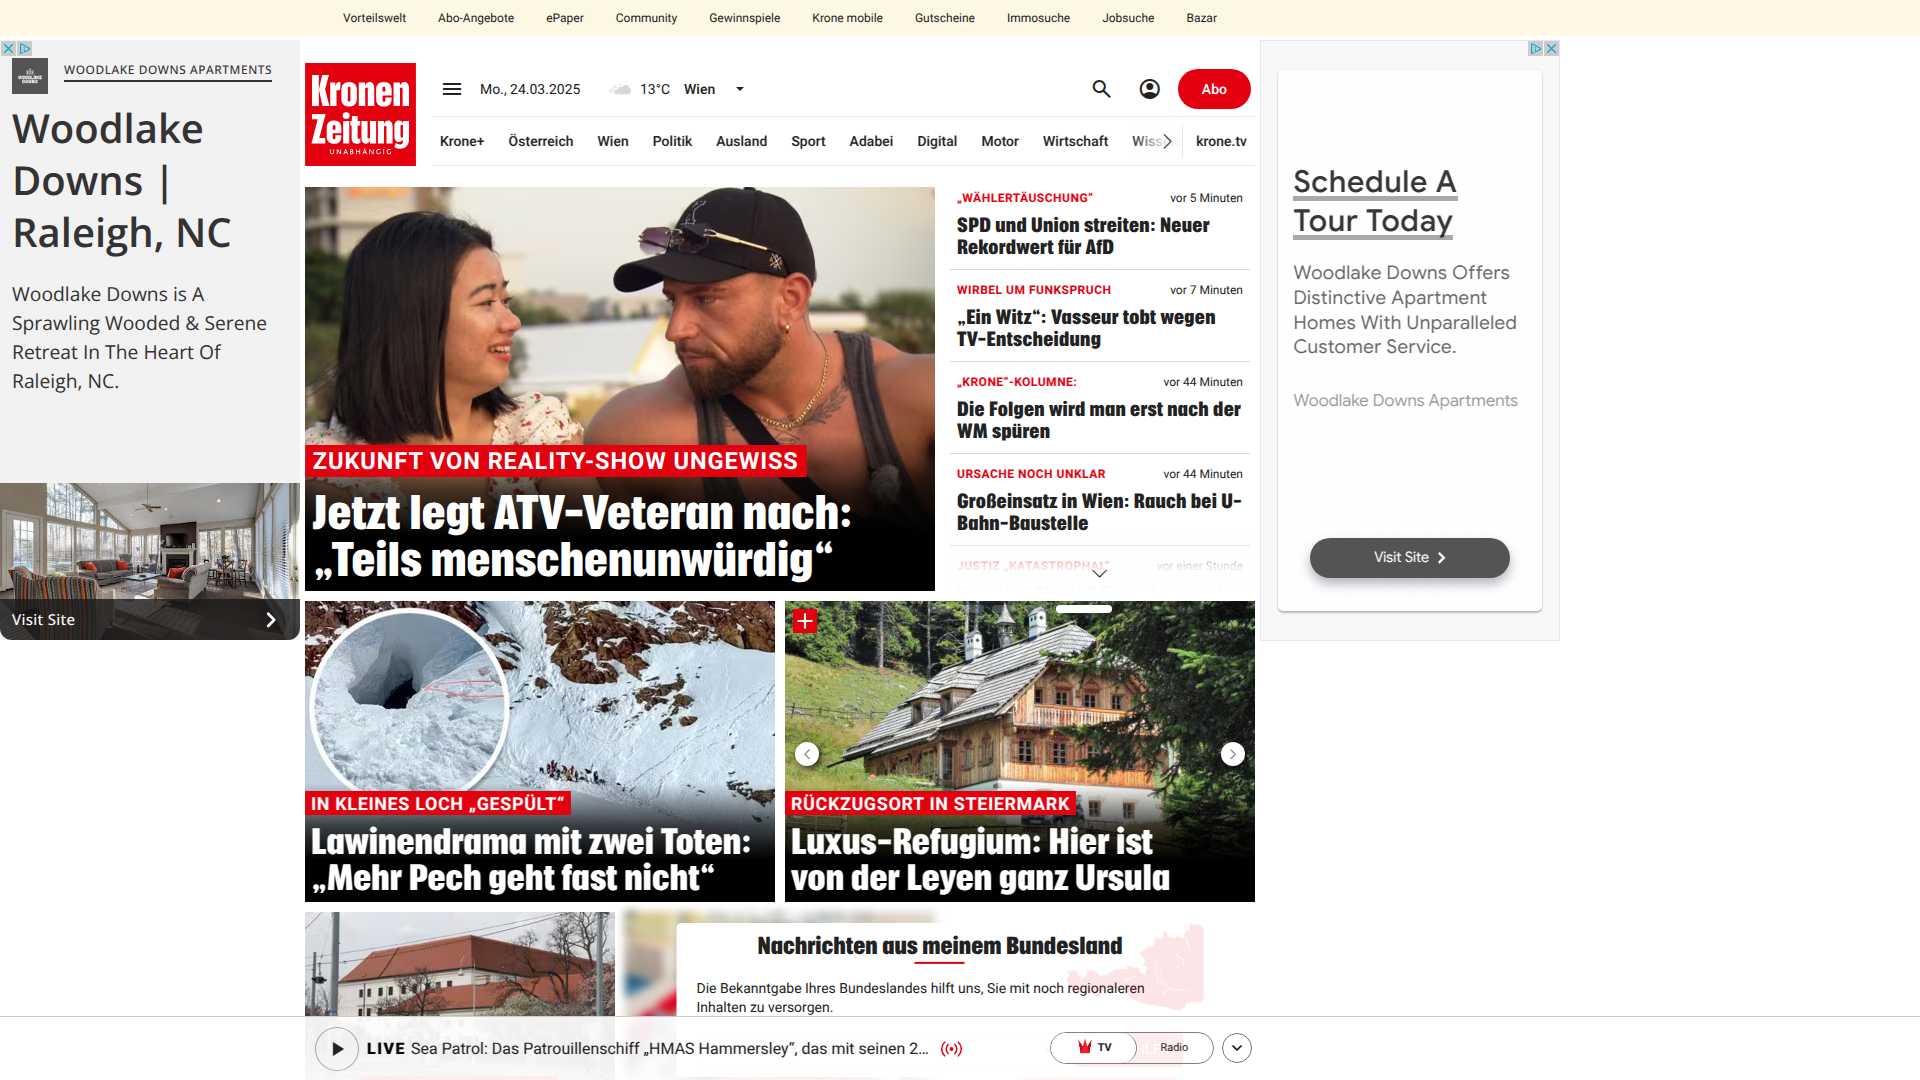 Vorteilswelt Abo-Angebote ePaper Community Gewinnspiele Krone mobile Gutscheine Immosuche Jobsuche Bazar
WOODLAKE DOWNS APARTMENTS
Woodlake
Downs |
Raleigh, NC
Woodlake Downs is A
Sprawling Wooded & Serene
Retreat In The Heart Of
Raleigh, NC.
Visit Site
Kronen
Zeitung
UNABHÄNGIG
Mo., 24.03.2025 13°C Wien
Abo
Krone+ Österreich Wien Politik Ausland Sport Adabei Digital Motor Wirtschaft Wiss krone.tv
ZUKUNFT VON REALITY-SHOW UNGEWISS
Jetzt legt ATV-Veteran nach:
„Teils menschenunwürdig“
„WÄHLERTÄUSCHUNG“ vor 5 Minuten
SPD und Union streiten: Neuer
Rekordwert für AfD
WIRBEL UM FUNKSPRUCH vor 7 Minuten
„Ein Witz“: Vasseur tobt wegen
TV-Entscheidung
„KRONE“-KOLUMNE: vor 44 Minuten
Die Folgen wird man erst nach der
WM spüren
URSACHE NOCH UNKLAR vor 44 Minuten
Großeinsatz in Wien: Rauch bei U-
Bahn-Baustelle
JUSTIZ „KATASTROPHAL“ vor einer Stunde
Schedule A
Tour Today
Woodlake Downs Offers
Distinctive Apartment
Homes With Unparalleled
Customer Service.
Woodlake Downs Apartments
Visit Site
IN KLEINES LOCH „GESPÜLT“
Lawinendrama mit zwei Toten:
„Mehr Pech geht fast nicht“
RÜCKZUGSORT IN STEIERMARK
Luxus-Refugium: Hier ist
von der Leyen ganz Ursula
Nachrichten aus meinem Bundesland
Die Bekanntgabe Ihres Bundeslandes hilft uns, Sie mit noch regionaleren
Inhalten zu versorgen.
LIVE Sea Patrol: Das Patrouillenschiff „HMAS Hammersley“, das mit seinen 2...
TV Radio